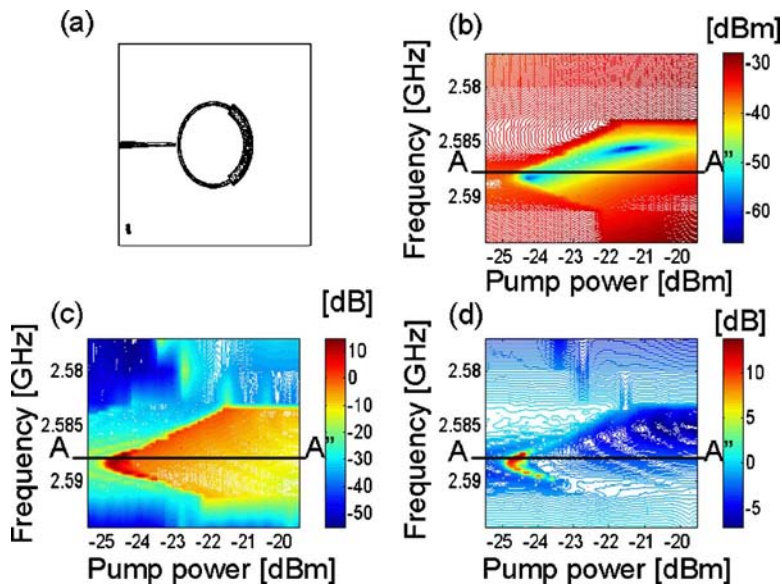 (a)
(b)
[dBm]
Frequency [GHz]
2.58
2.585
2.59
A
A"
-30
-40
-50
-60
-25 -24 -23 -22 -21 -20
Pump power [dBm]
(c)
[dB]
Frequency [GHz]
2.58
2.585
2.59
A
A"
10
0
-10
-20
-30
-40
-50
-25 -24 -23 -22 -21 -20
Pump power [dBm]
(d)
[dB]
Frequency [GHz]
2.58
2.585
2.59
A
A"
10
5
0
-5
-25 -24 -23 -22 -21 -20
Pump power [dBm]